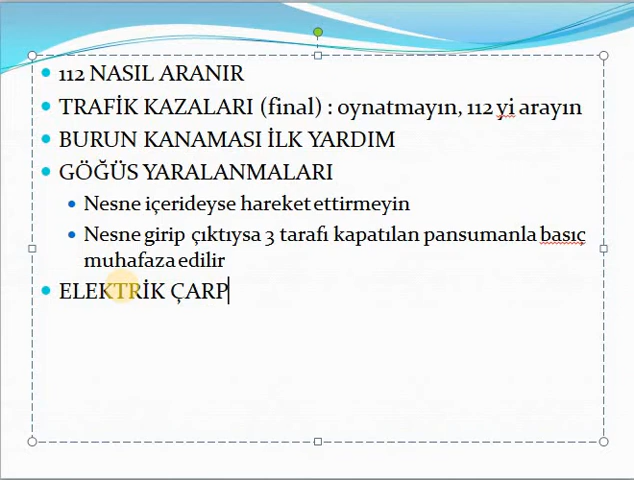 112 NASIL ARANIR
TRAFİK KAZALARI (final) : oynatmayın, 112 yi arayın
BURUN KANAMASI İLK YARDIM
GÖĞÜS YARALANMALARI
Nesne içerideyse hareket ettirmeyin
Nesne girip çıktıysa 3 tarafı kapatılan pansumanla basıç
muhafaza edilir
ELEKTRİK ÇARP